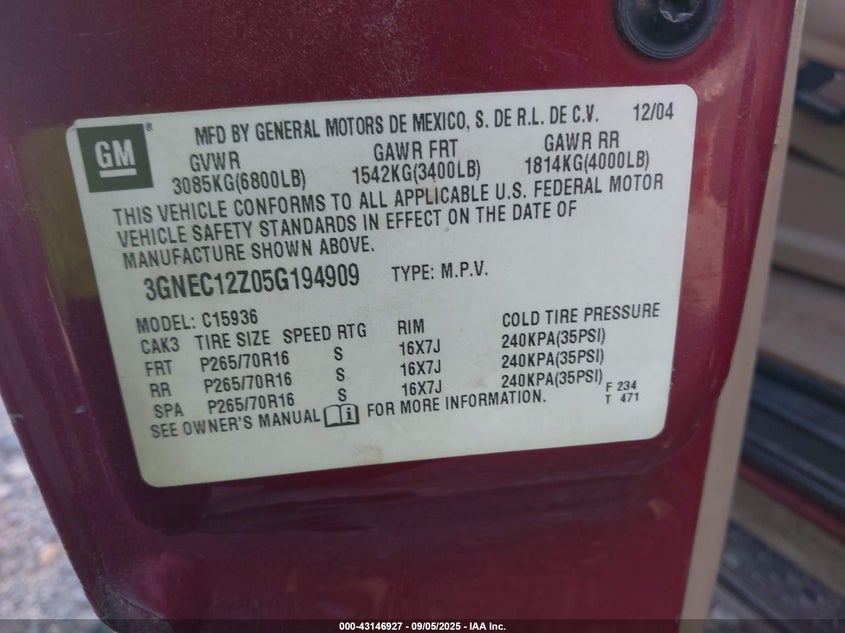 GM ® MFD BY GENERAL MOTORS DE MEXICO, S. DE R.L. DE C.V. 12/04
GVWR GAWR FRT GAWR RR
3085KG(6800LB) 1542KG(3400LB) 1814KG(4000LB)
THIS VEHICLE CONFORMS TO ALL APPLICABLE U.S. FEDERAL MOTOR
VEHICLE SAFETY STANDARDS IN EFFECT ON THE DATE OF
MANUFACTURE SHOWN ABOVE.
3GNEC12Z05G194909 TYPE: M.P.V.
MODEL: C15936
CAK3 TIRE SIZE SPEED RTG RIM COLD TIRE PRESSURE
FRT P265/70R16 S 16X7J 240KPA(35PSI)
RR P265/70R16 S 16X7J 240KPA(35PSI)
SPA P265/70R16 S 16X7J 240KPA(35PSI)
SEE OWNER'S MANUAL i FOR MORE INFORMATION.
F 234
T 471
000-43146927 - 09/05/2025 - IAA Inc.